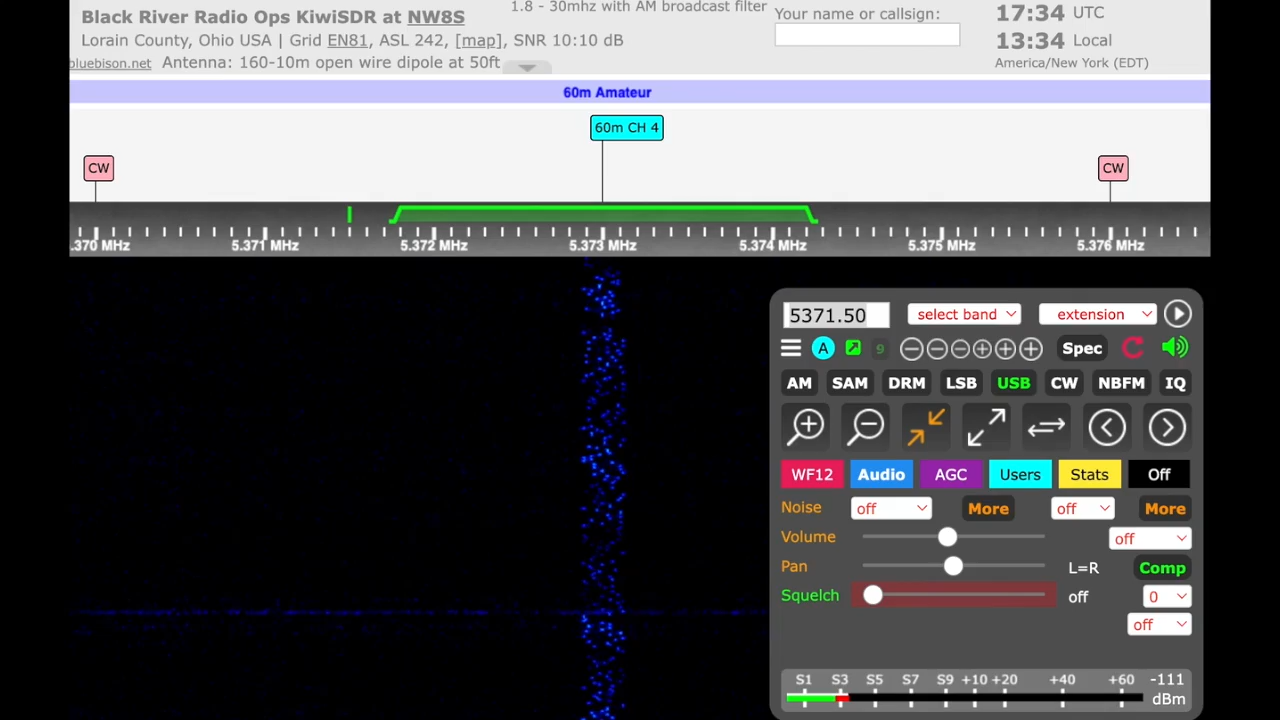 Black River Radio Ops KiwiSDR at NW8S
1.8 - 30mhz with AM broadcast filter
Your name or callsign:
17:34 UTC
Lorain County, Ohio USA | Grid EN81, ASL 242, [map], SNR 10:10 dB
13:34 Local
bluebison.net Antenna: 160-10m open wire dipole at 50ft
America/New York (EDT)
60m Amateur
60m CH 4
CW
CW
.370 MHz 5.371 MHz 5.372 MHz 5.373 MHz 5.374 MHz 5.375 MHz 5.376 MHz
5371.50 select band extension
A 9 Spec
AM SAM DRM LSB USB CW NBFM IQ
WF12 Audio AGC Users Stats Off
Noise off More off More
Volume off
Pan L=R Comp
Squelch off 0
off
S1 S3 S5 S7 S9 +10 +20 +40 +60 -111
dBm